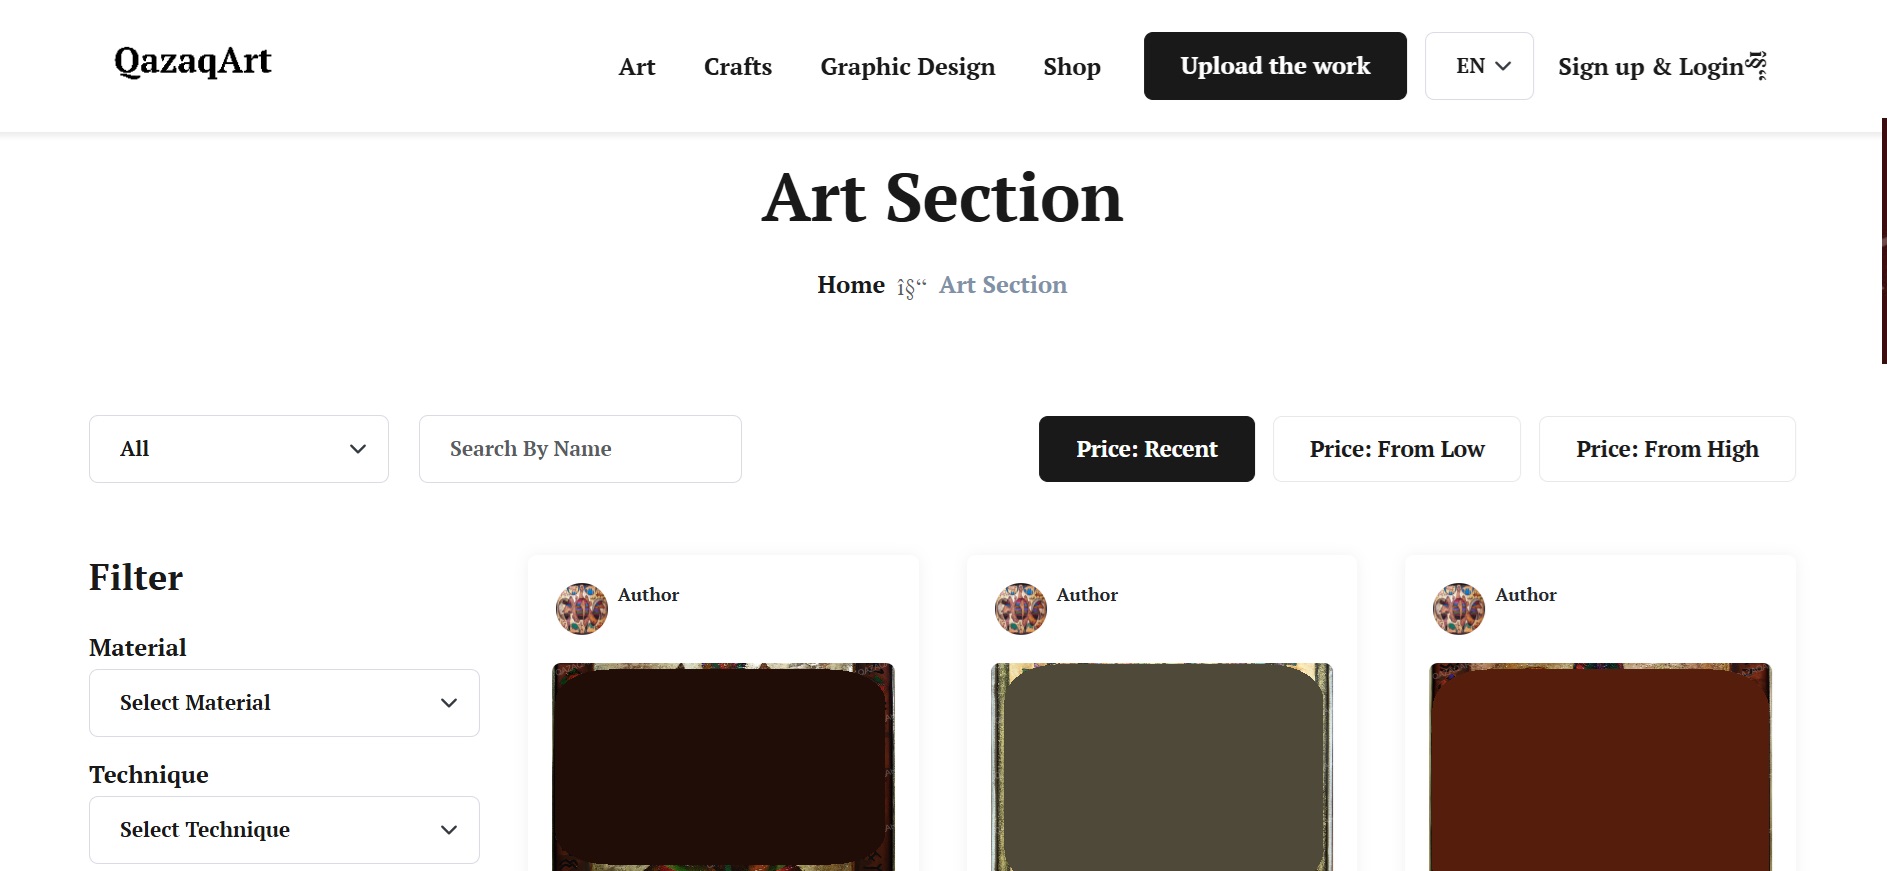 QazaqArt
Art Crafts Graphic Design Shop Upload the work EN Sign up & Login
Art Section
Home î§“ Art Section
All Search By Name Price: Recent Price: From Low Price: From High
Filter
Author Author Author
Material
Select Material
Technique
Select Technique